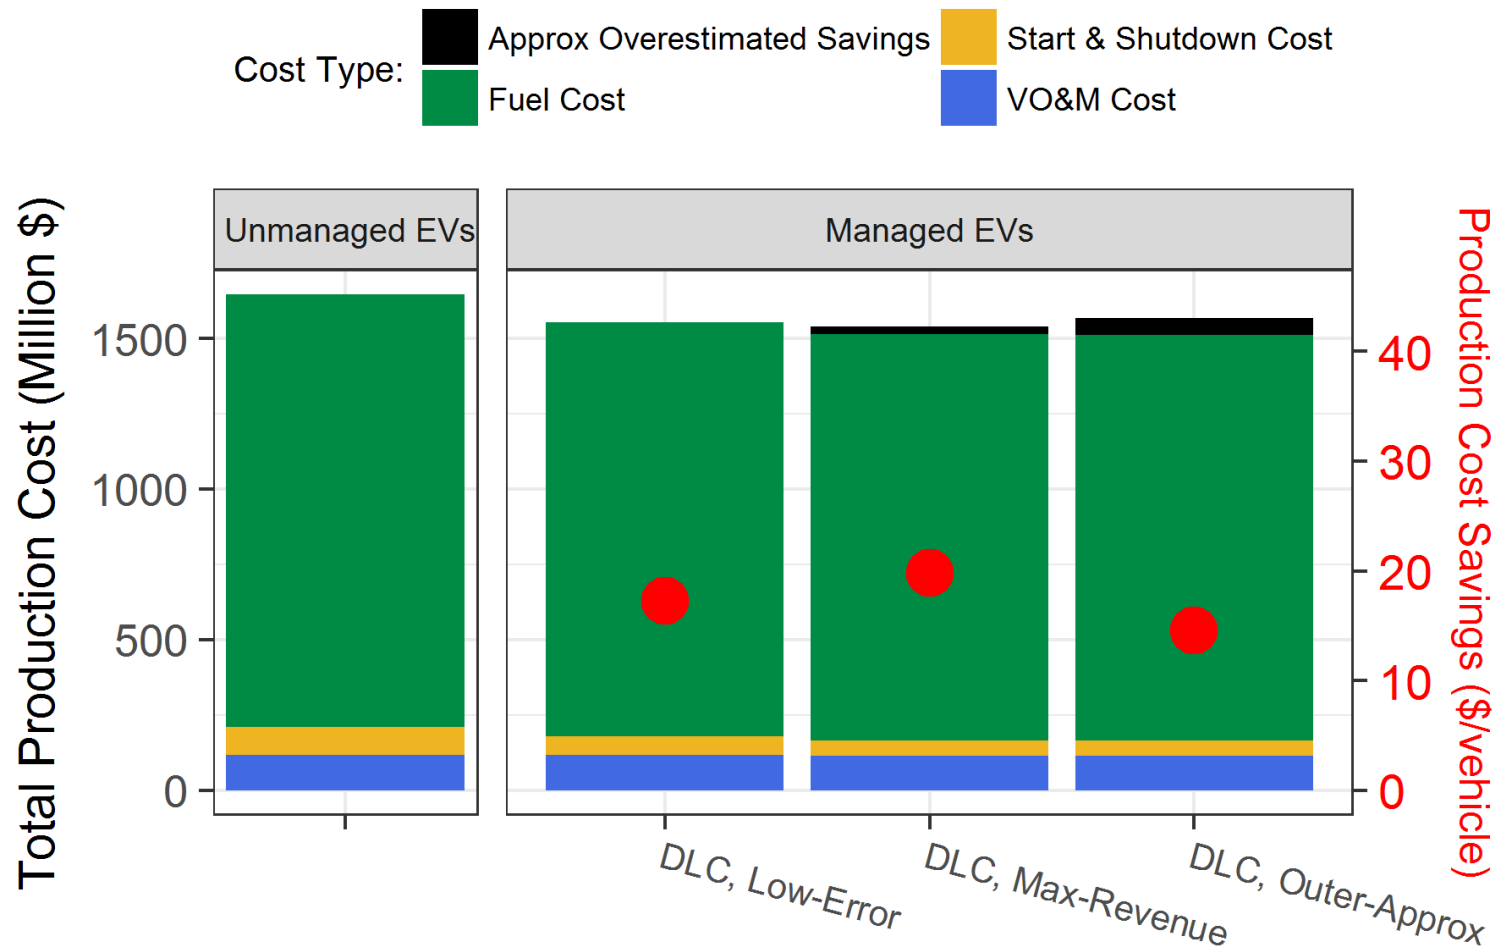 Cost Type:
Approx Overestimated Savings
Start & Shutdown Cost
Fuel Cost
VO&M Cost
Unmanaged EVs
Managed EVs
Total Production Cost (Million $)
1500
1000
500
0
40
30
20
10
0
Production Cost Savings ($/vehicle)
DLC, Low-Error
DLC, Max-Revenue
DLC, Outer-Approx